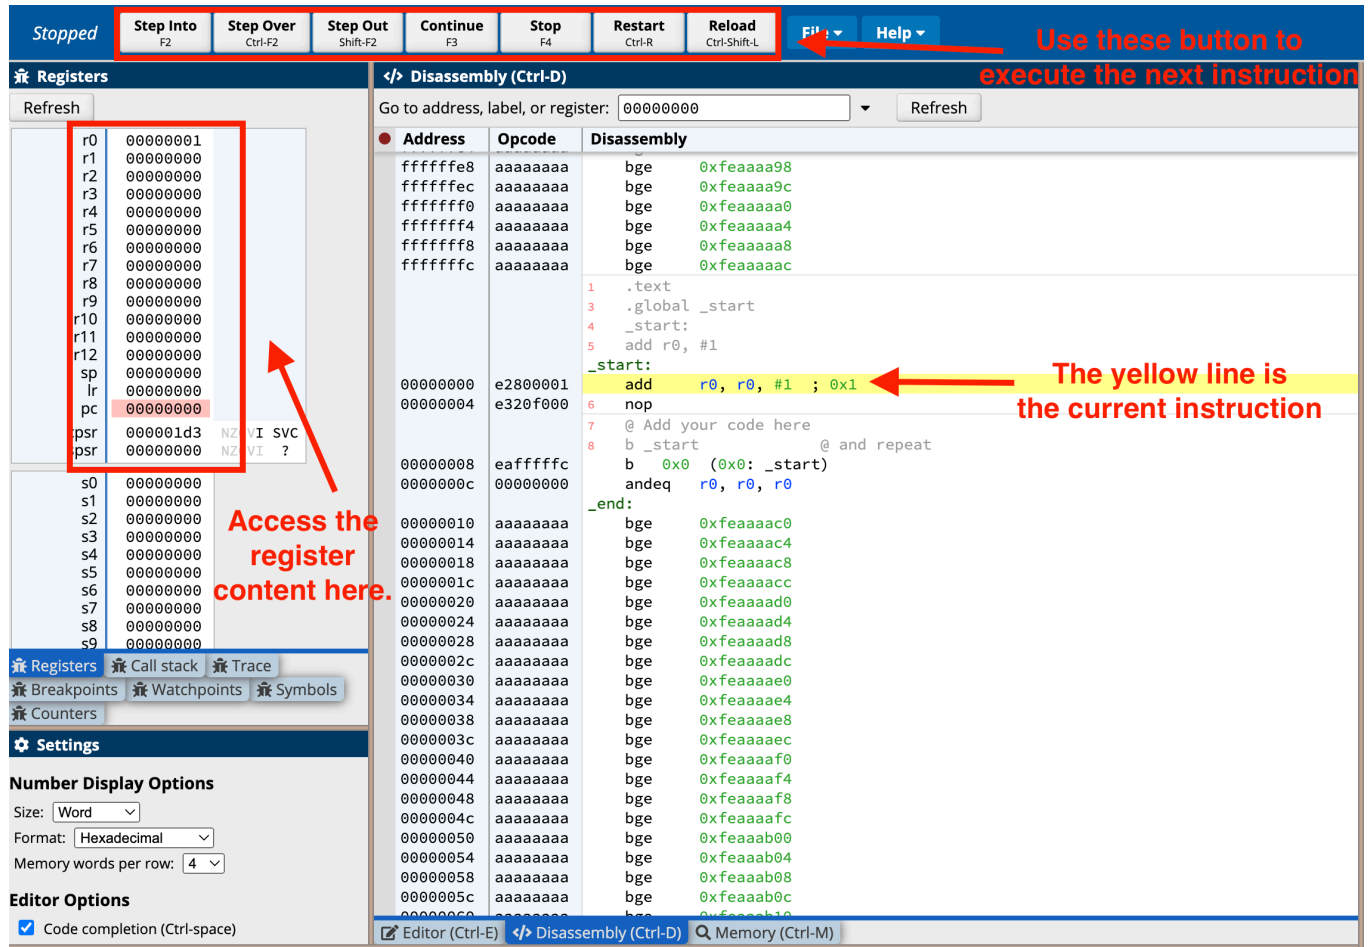 Stopped
Step Into
F2
Step Over
Ctrl-F2
Step Out
Shift-F2
Continue
F3
Stop
F4
Restart
Ctrl-R
Reload
Ctrl-Shift-L
File
Help
Use these button to
execute the next instruction
Registers
Refresh
r0 00000001
r1 00000000
r2 00000000
r3 00000000
r4 00000000
r5 00000000
r6 00000000
r7 00000000
r8 00000000
r9 00000000
r10 00000000
r11 00000000
r12 00000000
sp 00000000
lr 00000000
pc 00000000
cpsr 000001d3 NZCVI SVC
spsr 00000000 NZCVI ?
s0 00000000
s1 00000000
s2 00000000
s3 00000000
s4 00000000
s5 00000000
s6 00000000
s7 00000000
s8 00000000
s9 00000000
Access the
register
content here.
Registers
Call stack
Trace
Breakpoints
Watchpoints
Symbols
Counters
Settings
Number Display Options
Size: Word
Format: Hexadecimal
Memory words per row: 4
Editor Options
Code completion (Ctrl-space)
</> Disassembly (Ctrl-D)
Go to address, label, or register: 00000000
Refresh
Address Opcode Disassembly
ffffffe8 aaaaaaaa bge 0xfeaaaa98
ffffffec aaaaaaaa bge 0xfeaaaa9c
fffffff0 aaaaaaaa bge 0xfeaaaaa0
fffffff4 aaaaaaaa bge 0xfeaaaaa4
fffffff8 aaaaaaaa bge 0xfeaaaaa8
fffffffc aaaaaaaa bge 0xfeaaaaac
1 .text
3 .global _start
4 _start:
5 add r0, #1
_start:
00000000 e2800001 add r0, r0, #1 ; 0x1
00000004 e320f000 6 nop
The yellow line is
the current instruction
7 @ Add your code here
8 b _start @ and repeat
00000008 eafffffc b 0x0 (0x0: _start)
0000000c 00000000 andeq r0, r0, r0
_end:
00000010 aaaaaaaa bge 0xfeaaaac0
00000014 aaaaaaaa bge 0xfeaaaac4
00000018 aaaaaaaa bge 0xfeaaaac8
0000001c aaaaaaaa bge 0xfeaaaacc
00000020 aaaaaaaa bge 0xfeaaaad0
00000024 aaaaaaaa bge 0xfeaaaad4
00000028 aaaaaaaa bge 0xfeaaaad8
0000002c aaaaaaaa bge 0xfeaaaadc
00000030 aaaaaaaa bge 0xfeaaaae0
00000034 aaaaaaaa bge 0xfeaaaae4
00000038 aaaaaaaa bge 0xfeaaaae8
0000003c aaaaaaaa bge 0xfeaaaaec
00000040 aaaaaaaa bge 0xfeaaaaf0
00000044 aaaaaaaa bge 0xfeaaaaf4
00000048 aaaaaaaa bge 0xfeaaaaf8
0000004c aaaaaaaa bge 0xfeaaaafc
00000050 aaaaaaaa bge 0xfeaaab00
00000054 aaaaaaaa bge 0xfeaaab04
00000058 aaaaaaaa bge 0xfeaaab08
0000005c aaaaaaaa bge 0xfeaaab0c
00000060 aaaaaaaa bge 0xfeaaab10
Editor (Ctrl-E)
</> Disassembly (Ctrl-D)
Memory (Ctrl-M)